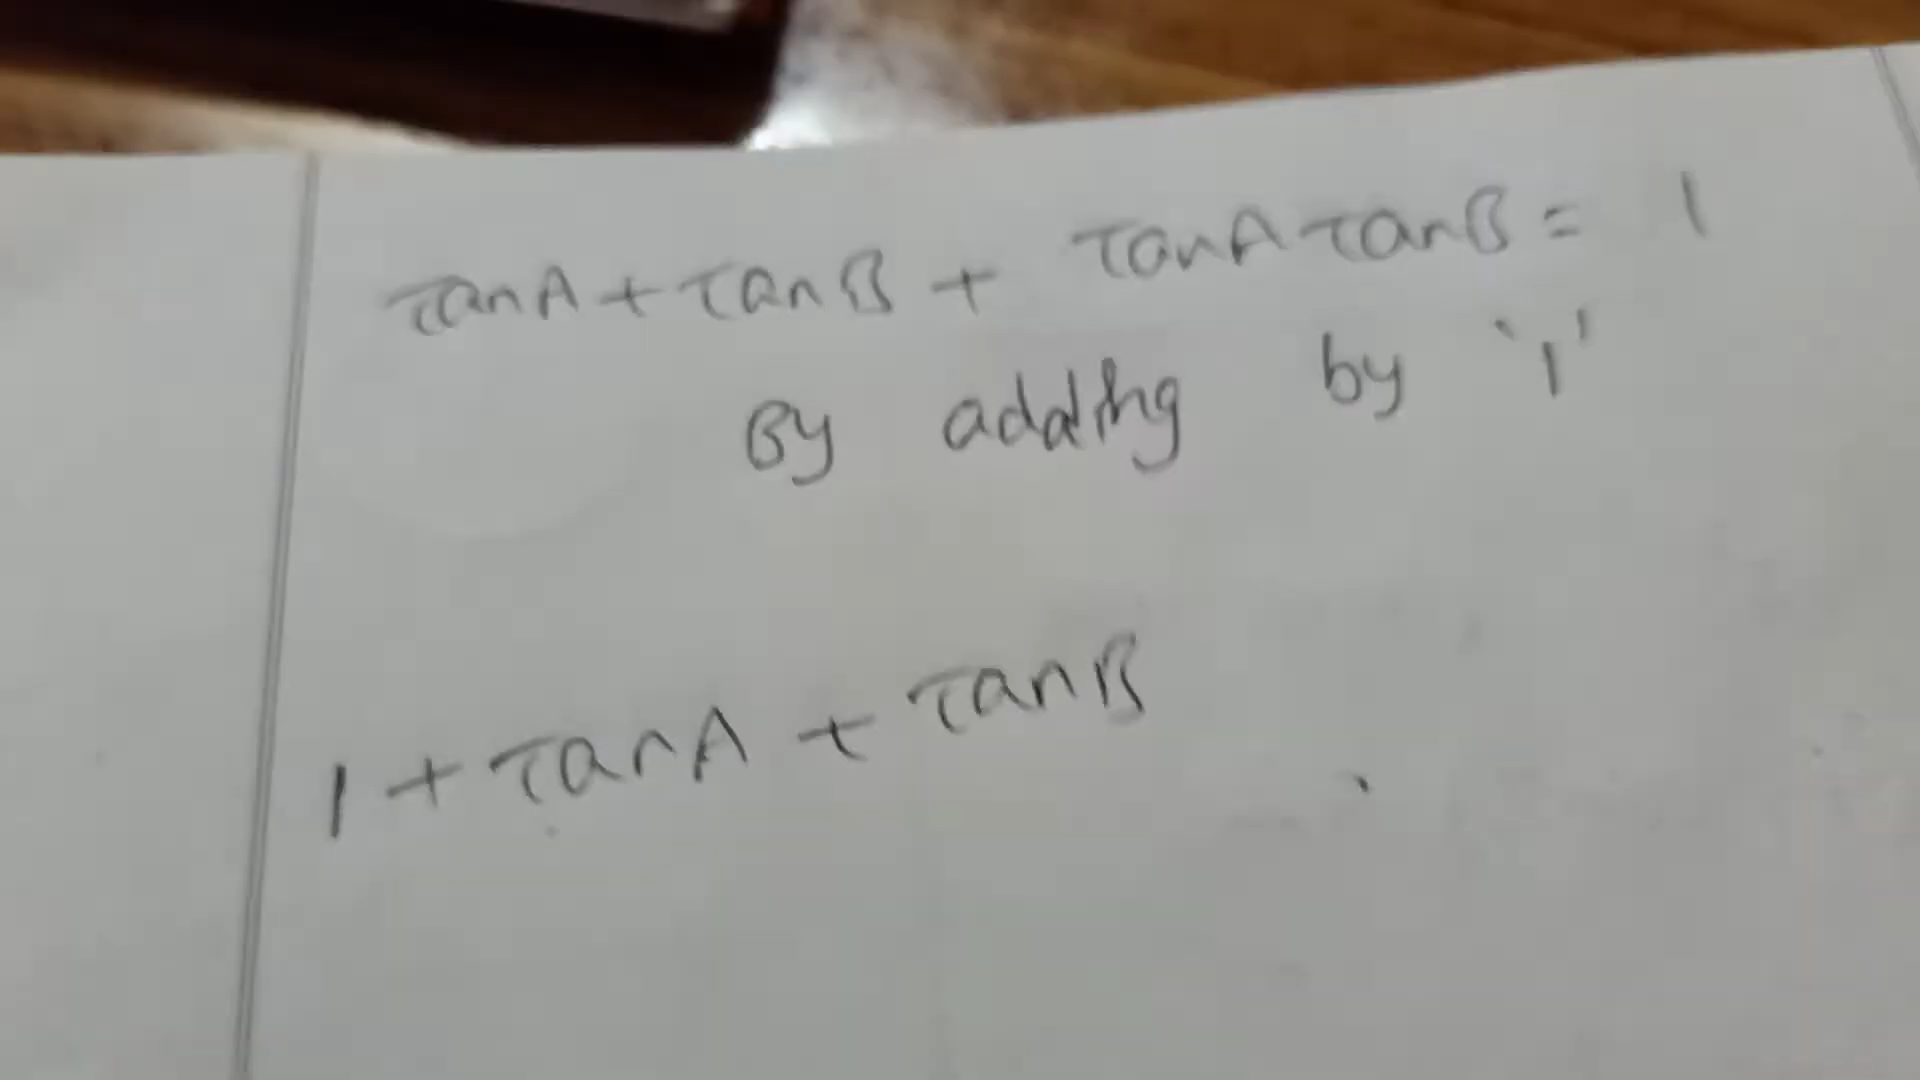 TanA + TanB + TanA TanB = 1
By adding by '1'
1 + TanA + TanB